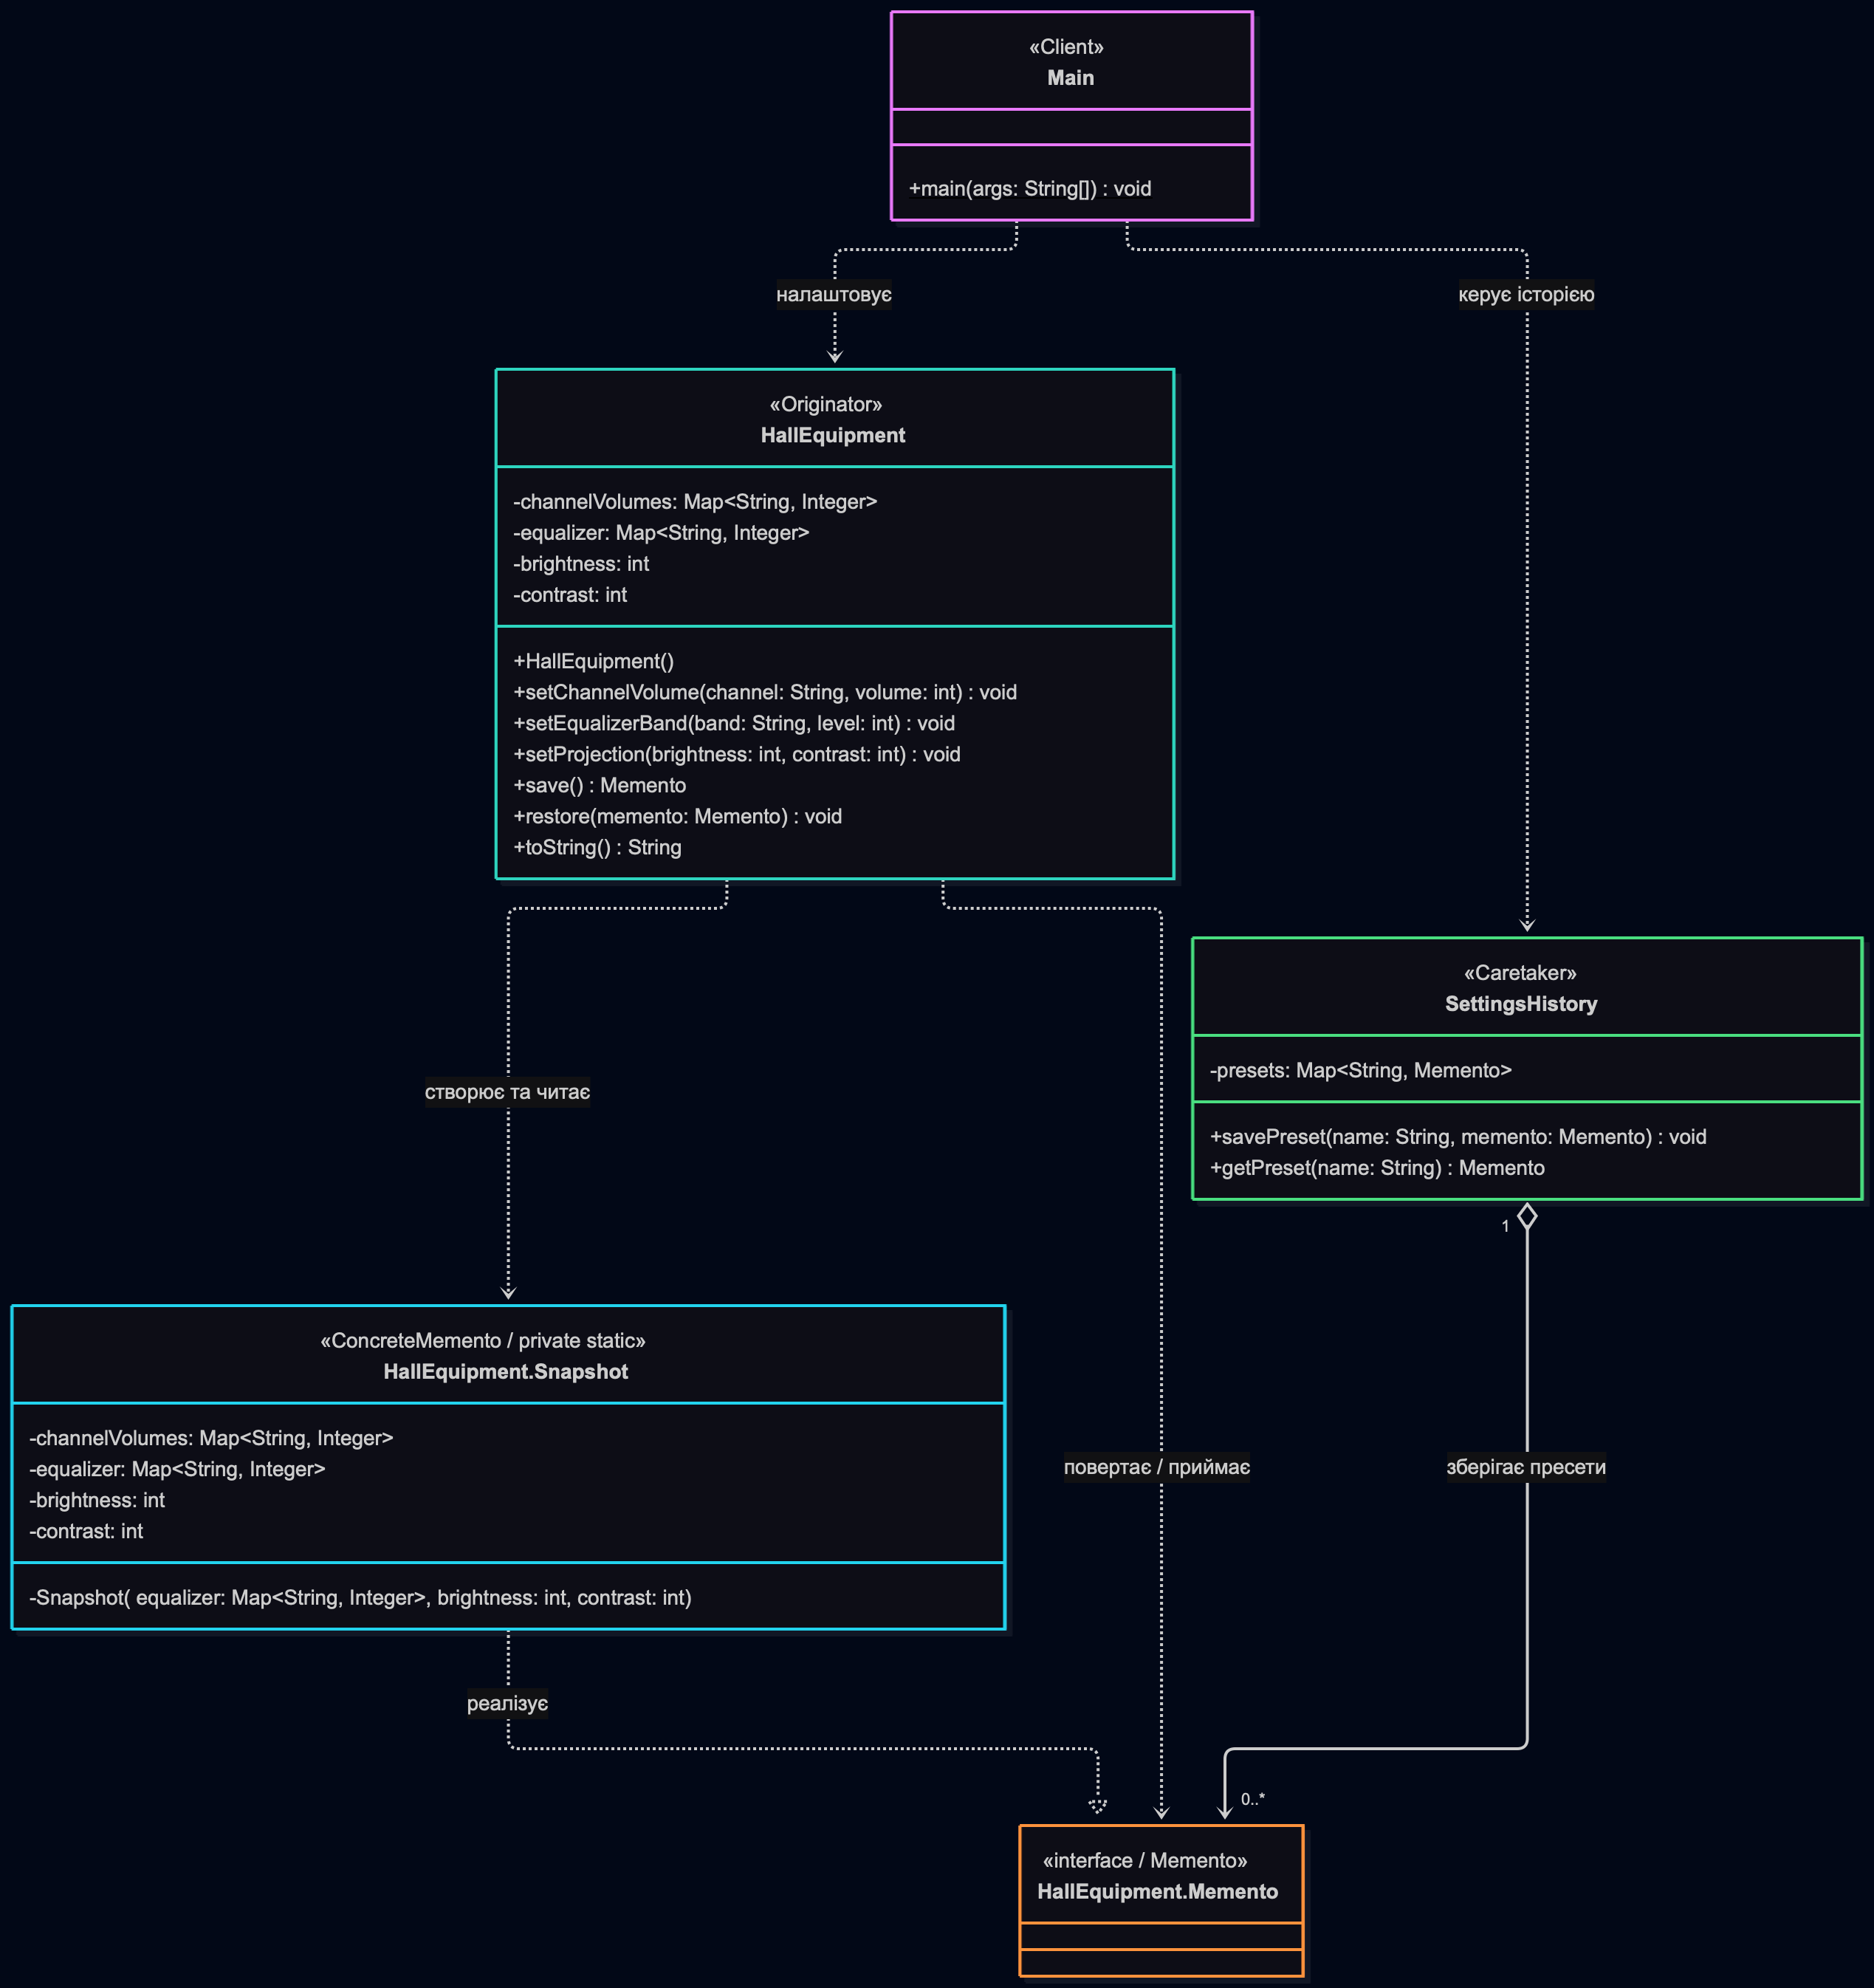 «Client»
Main
+main(args: String[]) : void
налаштовує
керує історією
«Originator»
HallEquipment
-channelVolumes: Map<String, Integer>
-equalizer: Map<String, Integer>
-brightness: int
-contrast: int
+HallEquipment()
+setChannelVolume(channel: String, volume: int) : void
+setEqualizerBand(band: String, level: int) : void
+setProjection(brightness: int, contrast: int) : void
+save() : Memento
+restore(memento: Memento) : void
+toString() : String
«Caretaker»
SettingsHistory
-presets: Map<String, Memento>
+savePreset(name: String, memento: Memento) : void
+getPreset(name: String) : Memento
1
створює та читає
«ConcreteMemento / private static»
HallEquipment.Snapshot
-channelVolumes: Map<String, Integer>
-equalizer: Map<String, Integer>
-brightness: int
-contrast: int
-Snapshot( equalizer: Map<String, Integer>, brightness: int, contrast: int)
повертає / приймає
зберігає пресети
реалізує
0..*
«interface / Memento»
HallEquipment.Memento